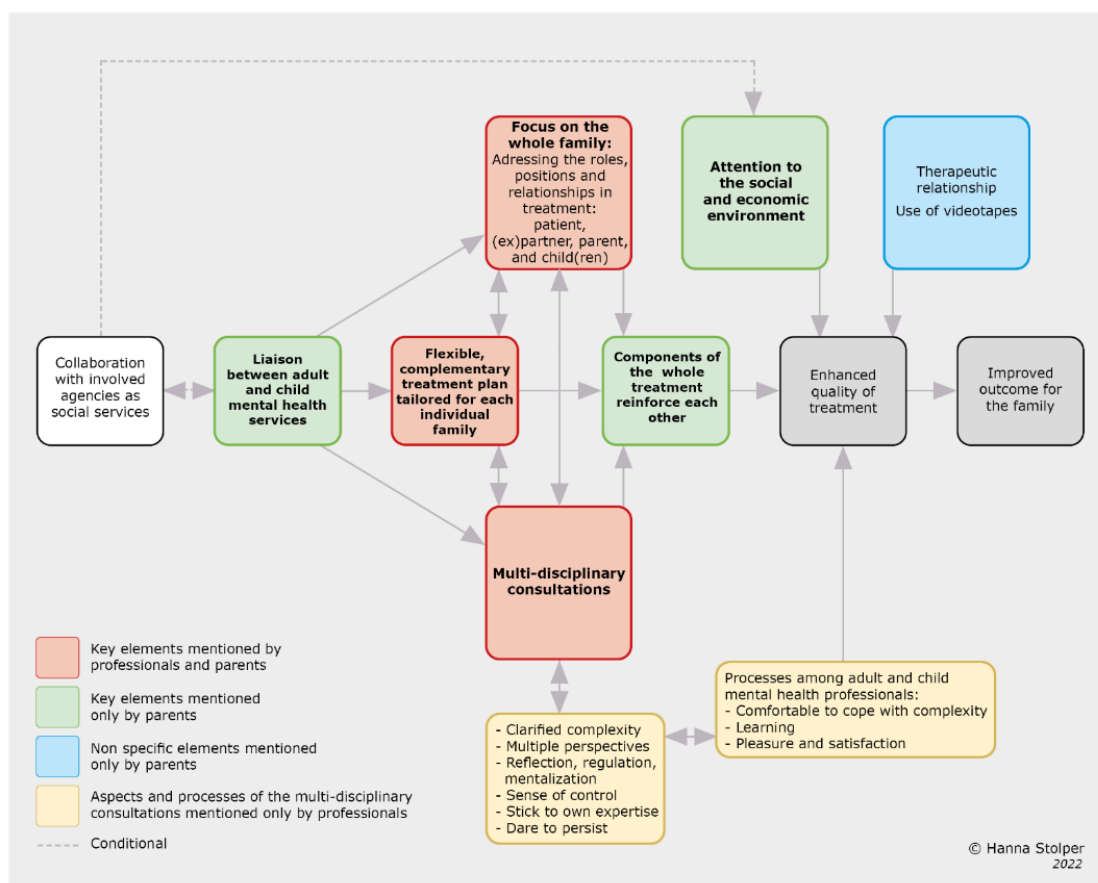 Focus on the
whole family:
Adressing the roles,
positions and
relationships in
treatment:
patient,
(ex)partner, parent,
and child(ren)
Attention to
the social
and economic
environment
Therapeutic
relationship
Use of videotapes
Collaboration
with involved
agencies as
social services
Liaison
between adult
and child
mental health
services
Flexible,
complementary
treatment plan
tailored for each
individual
family
Components of
the whole
treatment
reinforce each
other
Enhanced
quality of
treatment
Improved
outcome for
the family
Multi-disciplinary
consultations
Key elements mentioned by
professionals and parents
Key elements mentioned
only by parents
Non specific elements mentioned
only by parents
Aspects and processes of the multi-disciplinary
consultations mentioned only by professionals
Conditional
- Clarified complexity
- Multiple perspectives
- Reflection, regulation,
mentalization
- Sense of control
- Stick to own expertise
- Dare to persist
Processes among adult and child
mental health professionals:
- Comfortable to cope with complexity
- Learning
- Pleasure and satisfaction
© Hanna Stolper
2022